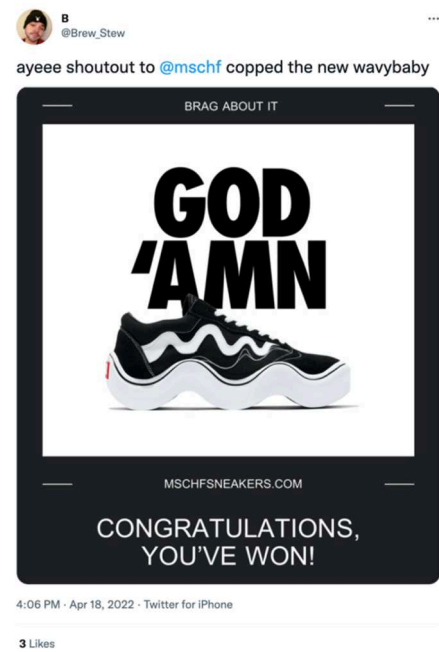 B
@Brew_Stew
ayeee shoutout to @mschf copped the new wavybaby
BRAG ABOUT IT
GOD
'AMN
MSCHFSNEAKERS.COM
CONGRATULATIONS,
YOU'VE WON!
4:06 PM · Apr 18, 2022 · Twitter for iPhone
3 Likes